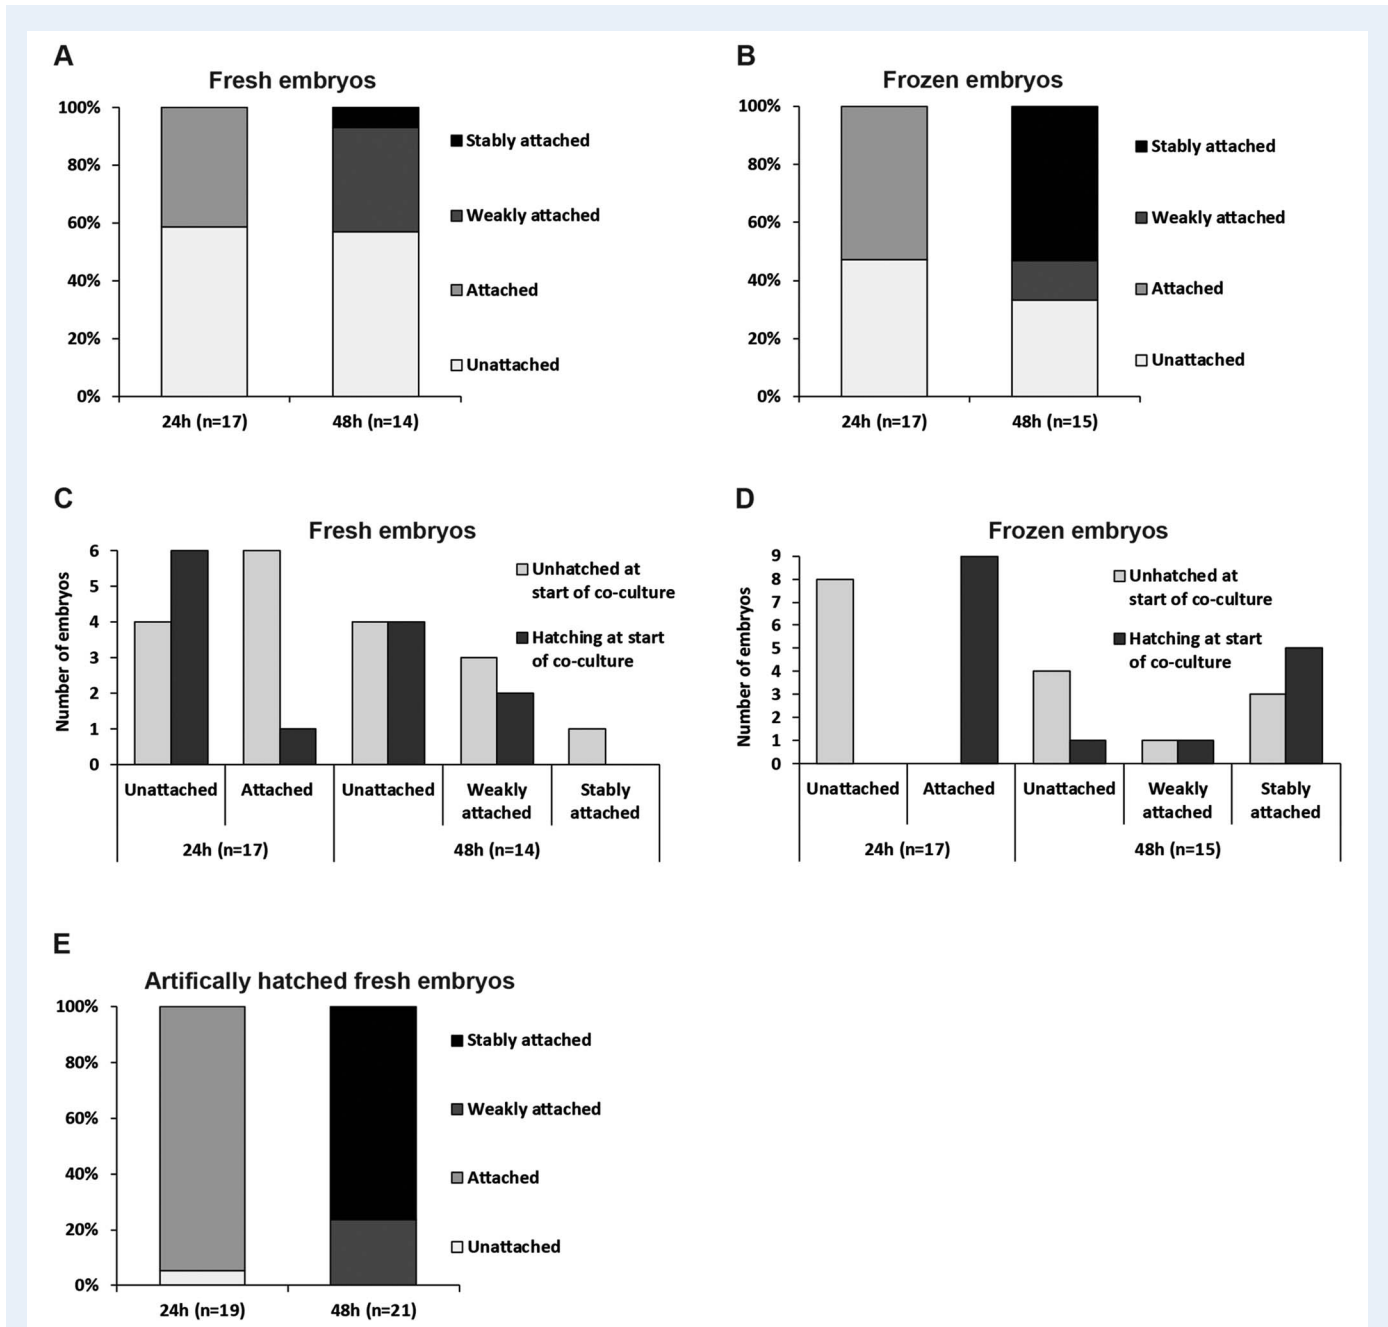 A
Fresh embryos
100%
80%
60%
40%
20%
0%
24h (n=17)
48h (n=14)
Stably attached
Weakly attached
Attached
Unattached
B
Frozen embryos
100%
80%
60%
40%
20%
0%
24h (n=17)
48h (n=15)
Stably attached
Weakly attached
Attached
Unattached
C
Fresh embryos
Number of embryos
6
5
4
3
2
1
0
Unhatched at
start of co-culture
Hatching at start
of co-culture
Unattached
Attached
Unattached
Weakly
attached
Stably
attached
24h (n=17)
48h (n=14)
D
Frozen embryos
Number of embryos
9
8
7
6
5
4
3
2
1
0
Unhatched at
start of co-culture
Hatching at start
of co-culture
Unattached
Attached
Unattached
Weakly
attached
Stably
attached
24h (n=17)
48h (n=15)
E
Artifically hatched fresh embryos
100%
80%
60%
40%
20%
0%
24h (n=19)
48h (n=21)
Stably attached
Weakly attached
Attached
Unattached